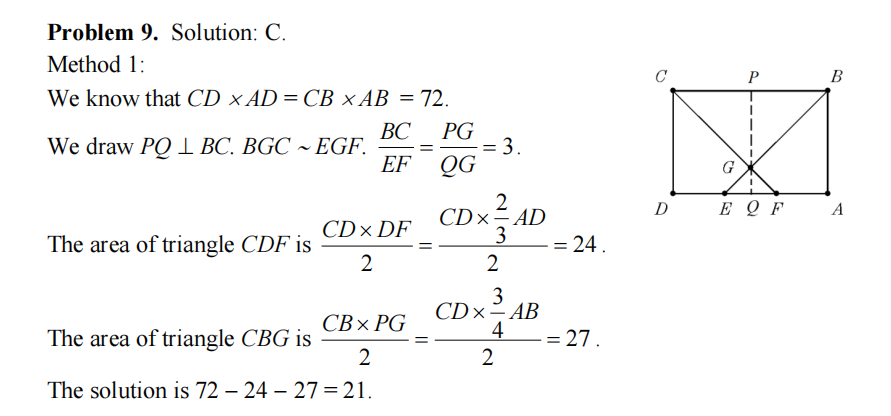 Problem 9. Solution: C.
Method 1:
We know that CD × AD = CB × AB = 72.
We draw PQ ⊥ BC. BGC ~ EGF. BC/EF = PG/QG = 3.
The area of triangle CDF is (CD × DF)/2 = (CD × 2/3 AD)/2 = 24.
The area of triangle CBG is (CB × PG)/2 = (CD × 3/4 AB)/2 = 27.
The solution is 72 – 24 – 27 = 21.
C P B
G
D E Q F A